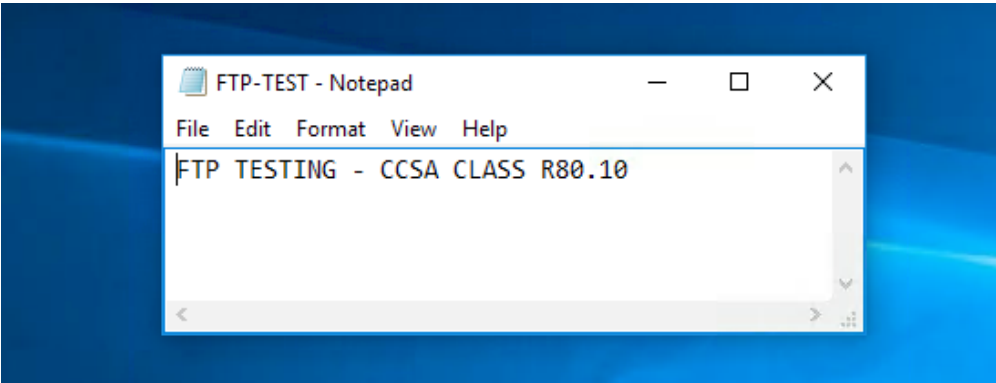 FTP-TEST - Notepad
File Edit Format View Help
FTP TESTING - CCSA CLASS R80.10